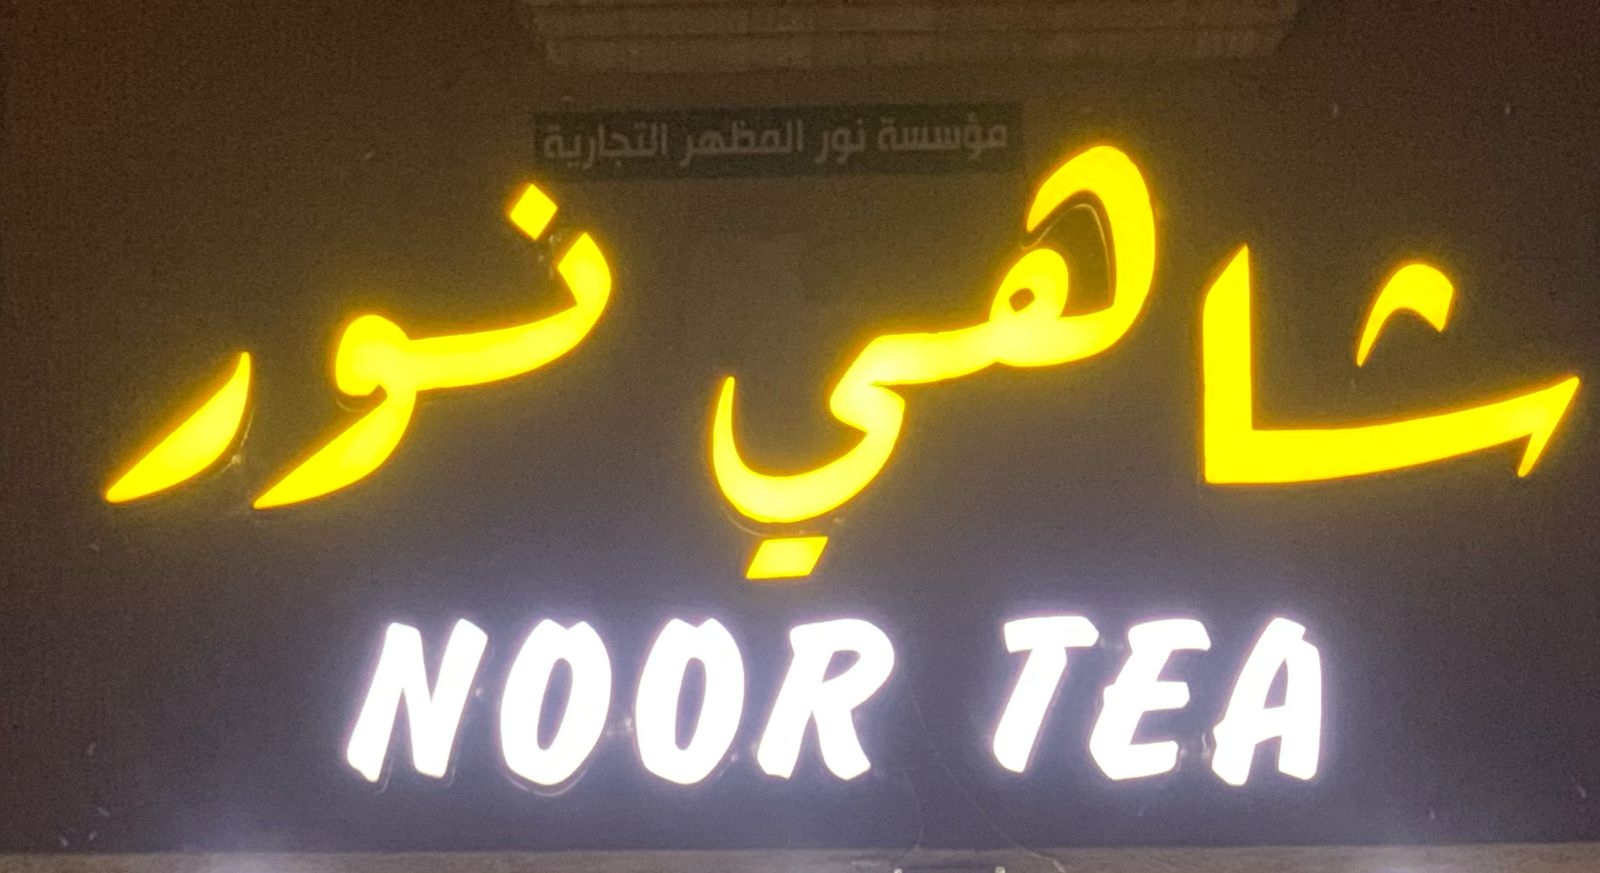 مؤسسة نور المظهر التجارية
شاهي نور
NOOR TEA